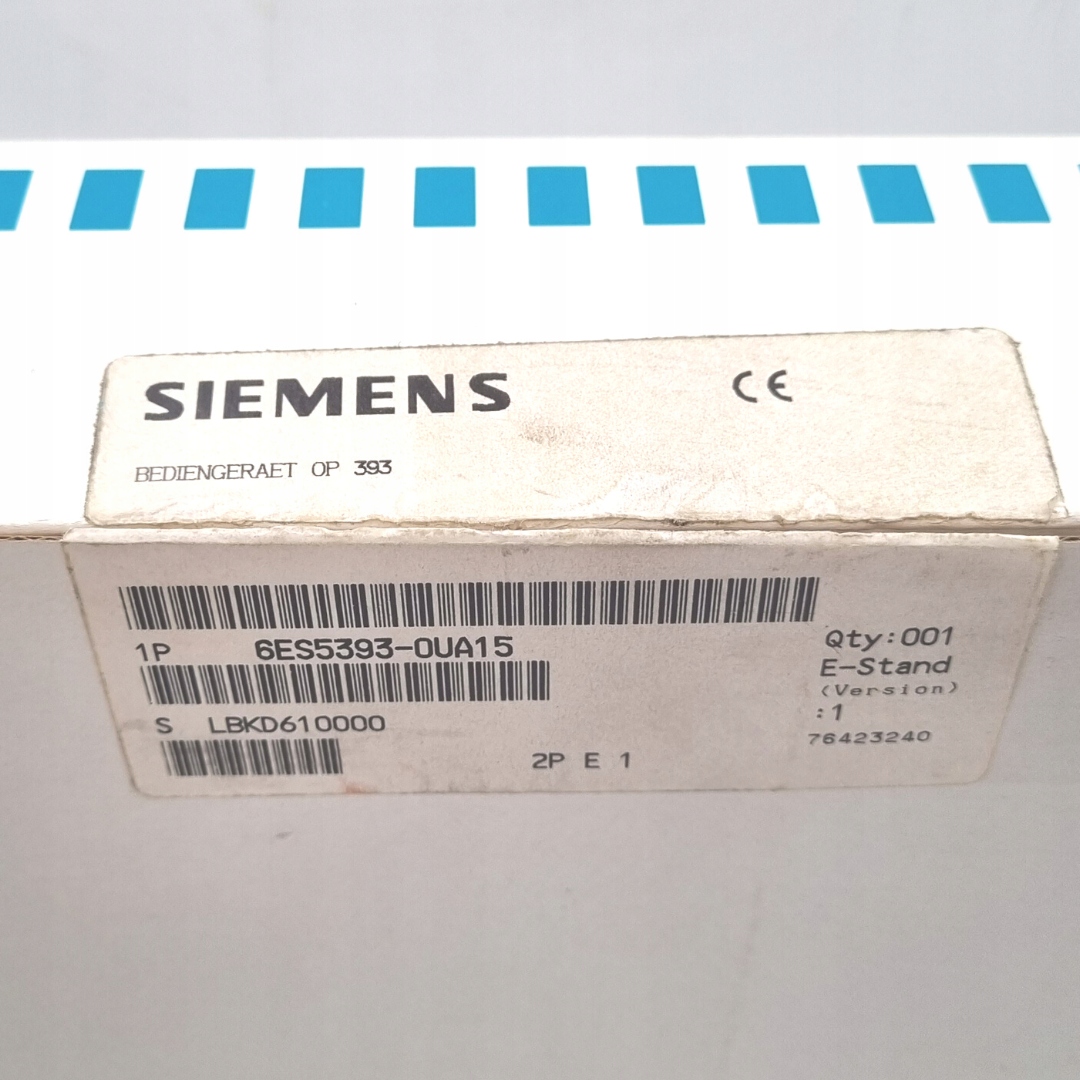 SIEMENS CE
BEDIENGERAET OP 393
1P 6ES5393-0UA15
Qty:001
E-Stand
(Version)
:1
S LBKD610000
76423240
2P E 1